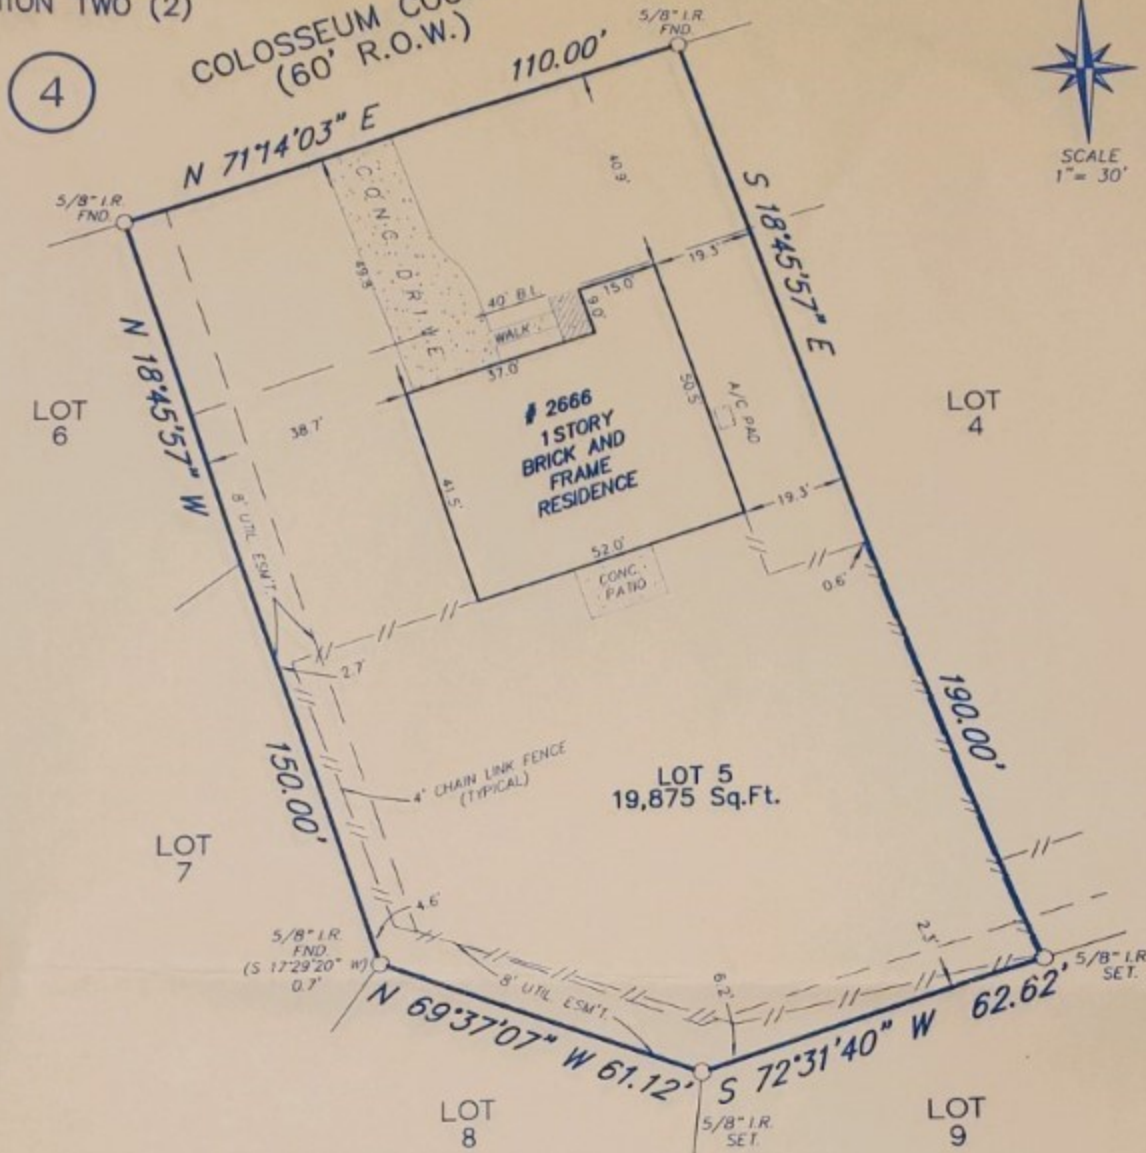 TWO (2)
4
COLOSSEUM
(60' R.O.W.)
5/8" I.R.
FND.
110.00'
N 71°14'03" E
SCALE
1"= 30'
5/8" I.R.
FND.
CONC. DRIVE
49.8'
40.9'
S 18°45'57" E
19.3'
15.0'
9.0'
40' B.L.
WALK
37.0'
N 18°45'57" W
LOT
6
38.7'
# 2666
1 STORY
BRICK AND
FRAME
RESIDENCE
50.5'
A/C PAD
LOT
4
41.5'
19.3'
8' UTIL ESM'T.
52.0'
CONC.
PATIO
0.6'
2.7'
190.00'
150.00'
4' CHAIN LINK FENCE
(TYPICAL)
LOT 5
19,875 Sq.Ft.
LOT
7
4.6'
5/8" I.R.
FND.
(S 17°29'20" W)
0.7'
2.3'
5/8" I.R.
SET.
6.2'
8' UTIL ESM'T.
N 69°37'07" W 61.12'
S 72°31'40" W 62.62'
LOT
8
5/8" I.R.
SET.
LOT
9